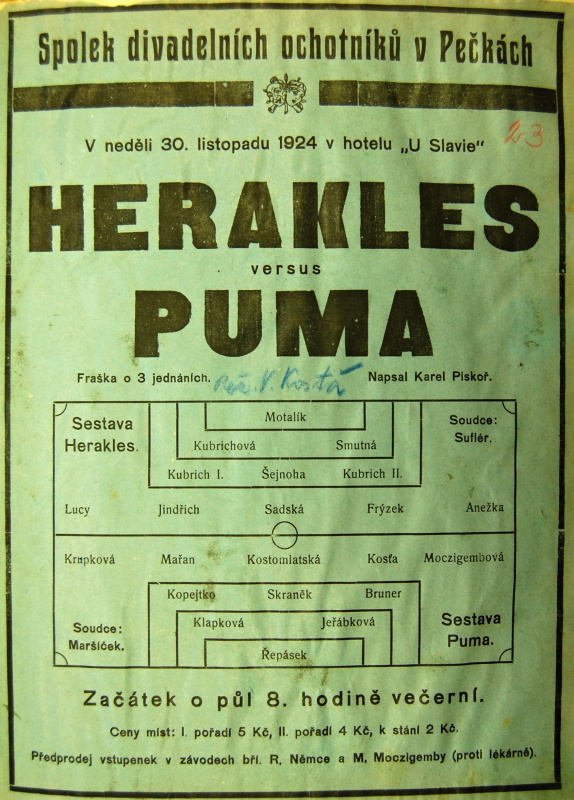 Spolek divadelních ochotníků v Pečkách
V neděli 30. listopadu 1924 v hotelu „U Slavie“
23
HERAKLES
versus
PUMA
Fraška o 3 jednáních. Rež. V. Kosťa Napsal Karel Piskoř.
Sestava
Herakles.
Motalík
Soudce:
Suflér.
Kubrichová Smutná
Kubrich I. Šejnoha Kubrich II.
Lucy Jindřich Sadská Frýzek Anežka
Krupková Mařan Kostomlatská Kosťa Moczigembová
Kopejtko Skraněk Bruner
Klapková Jeřábková
Soudce:
Maršíček.
Sestava
Puma.
Řepásek
Začátek o půl 8. hodině večerní.
Ceny míst: I. pořadí 5 Kč, II. pořadí 4 Kč, k stání 2 Kč.
Předprodej vstupenek v závodech bří. R. Němce a M. Moczigemby (proti lékárně).